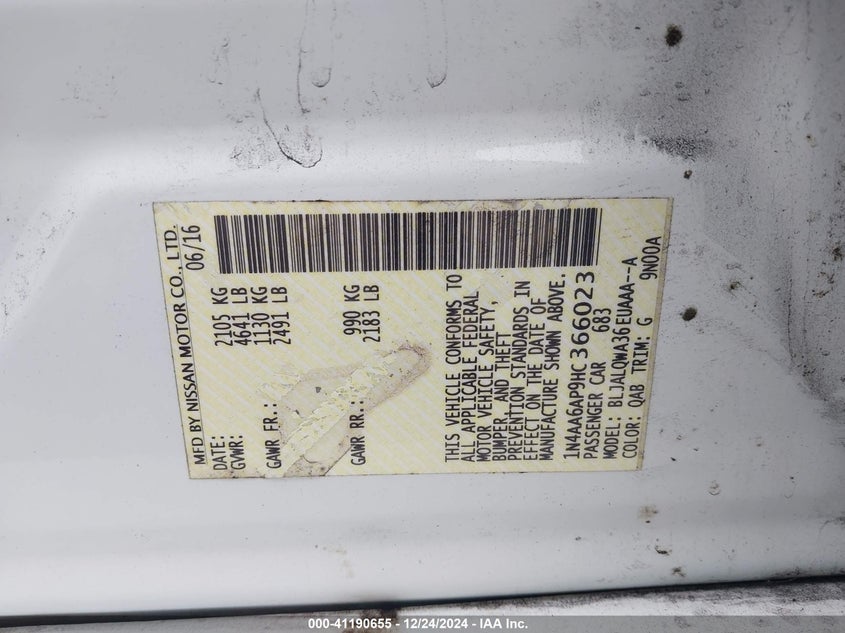 MFD BY NISSAN MOTOR CO., LTD.
DATE: 06/16
GVWR: 2105 KG
4641 LB
GAWR FR.: 1130 KG
2491 LB
GAWR RR.: 990 KG
2183 LB
THIS VEHICLE CONFORMS TO
ALL APPLICABLE FEDERAL
MOTOR VEHICLE SAFETY,
BUMPER, AND THEFT
PREVENTION STANDARDS IN
EFFECT ON THE DATE OF
MANUFACTURE SHOWN ABOVE.
1N4AA6AP9HC366023
PASSENGER CAR 683
MODEL: BLJALQWA36EUAAA--A
COLOR: QAB TRIM: G 9N00A
000-41190655 - 12/24/2024 - IAA Inc.